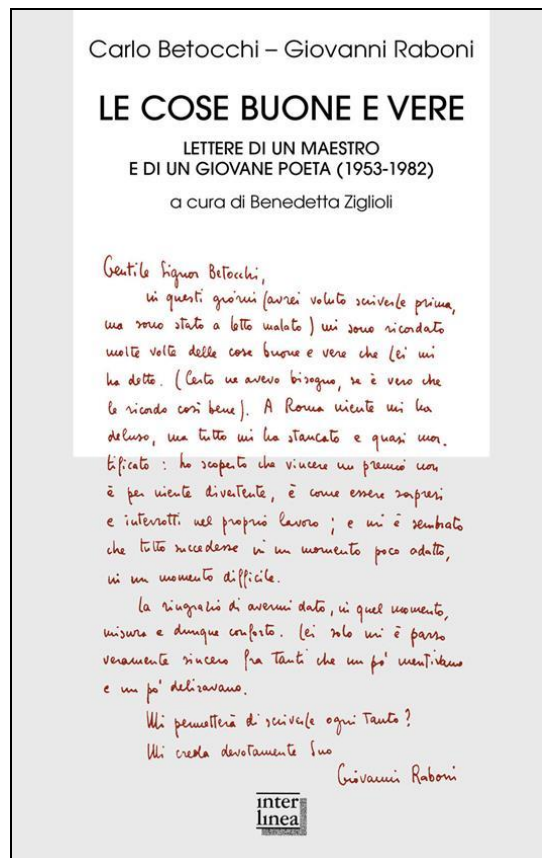 Carlo Betocchi – Giovanni Raboni
LE COSE BUONE E VERE
LETTERE DI UN MAESTRO
E DI UN GIOVANE POETA (1953-1982)
a cura di Benedetta Ziglioli
Gentile Signor Betocchi,
in questi giorni (avrei voluto scriverle prima,
ma sono stato a letto malato) mi sono ricordato
molte volte delle cose buone e vere che Lei mi
ha detto. (Certo ne avevo bisogno, se è vero che
le ricordo così bene). A Roma niente mi ha
deluso, ma tutto mi ha stancato e quasi mor-
tificato: ho scoperto che vincere un premio non
è per niente divertente, è come essere sorpresi
e interrotti nel proprio lavoro; e mi è sembrato
che tutto succedesse in un momento poco adatto,
in un momento difficile.
La ringrazio di avermi dato, in quel momento,
misura e dunque conforto. Lei solo mi è parso
veramente sincero fra tanti che un po' mentivano
e un po' deliravano.
Mi permetterà di scriverle ogni tanto?
Mi creda devotamente Suo
Giovanni Raboni
inter
linea